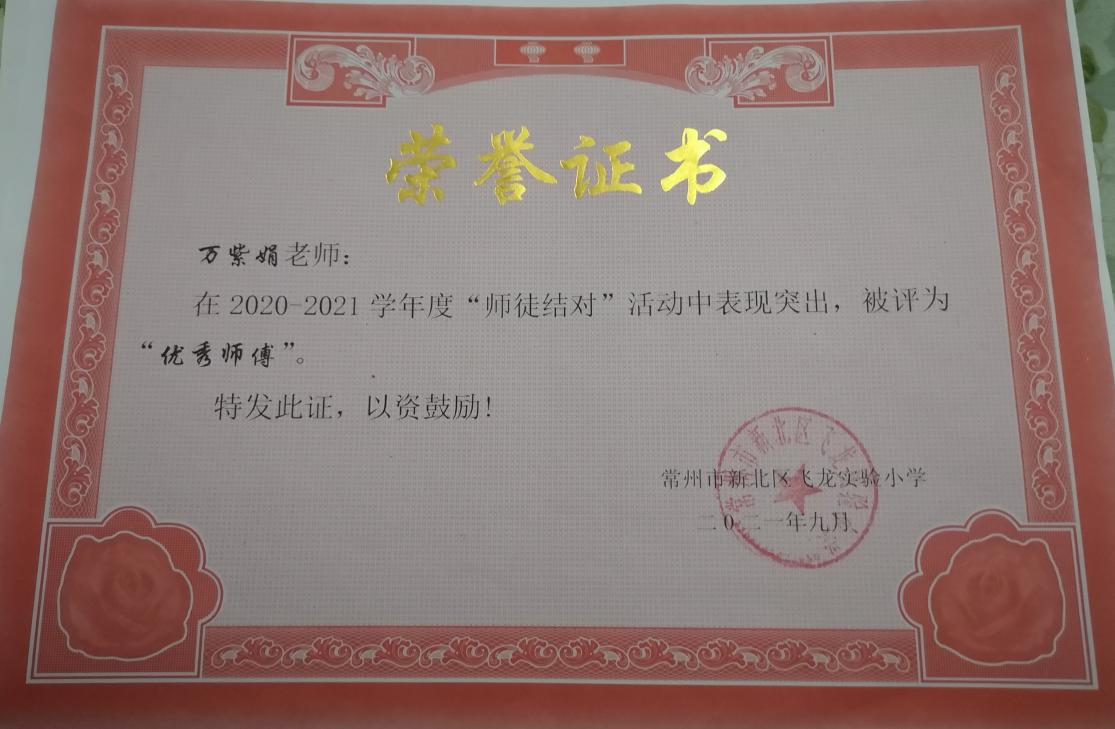 荣誉证书
万紫娟老师：
在 2020-2021 学年度“师徒结对”活动中表现突出，被评为
“优秀师傅”。
特发此证，以资鼓励！
常州市新北区飞龙实验小学
二〇二一年九月